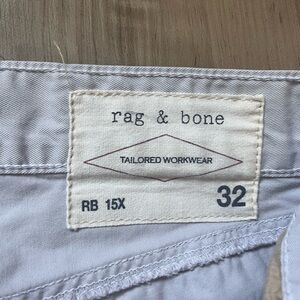 rag & bone
TAILORED WORKWEAR
RB 15X 32